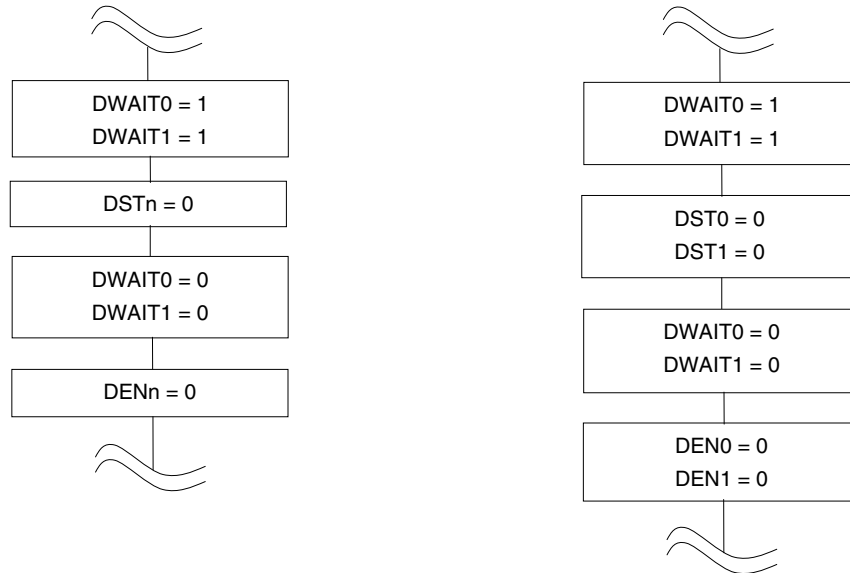 DWAIT0 = 1
DWAIT1 = 1
DSTn = 0
DWAIT0 = 0
DWAIT1 = 0
DENn = 0
DWAIT0 = 1
DWAIT1 = 1
DST0 = 0
DST1 = 0
DWAIT0 = 0
DWAIT1 = 0
DEN0 = 0
DEN1 = 0